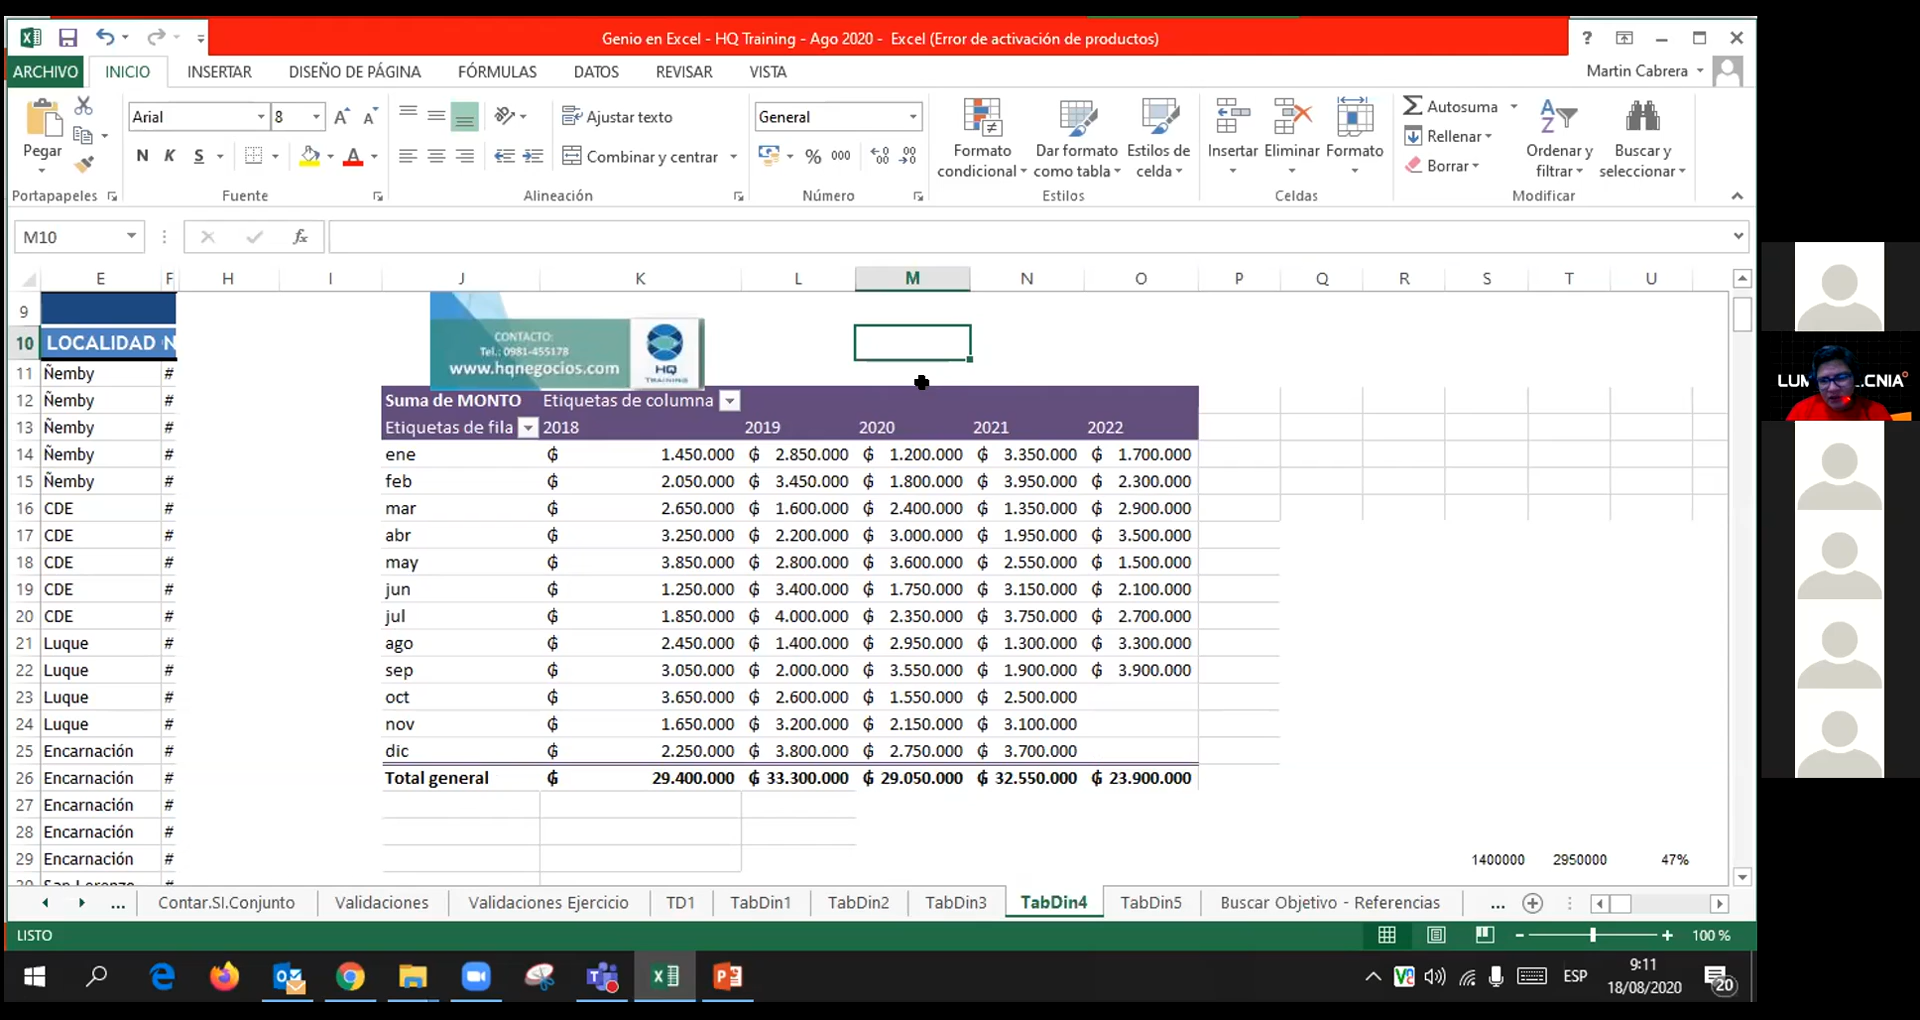 Genio en Excel - HQ Training - Ago 2020 - Excel (Error de activación de productos)
?
ARCHIVO INICIO INSERTAR DISEÑO DE PÁGINA FÓRMULAS DATOS REVISAR VISTA
Martin Cabrera
Pegar
Portapapeles
Arial 8
N K S
Fuente
Ajustar texto
Combinar y centrar
Alineación
General
% 000
Número
Formato condicional
Dar formato como tabla
Estilos de celda
Estilos
Insertar Eliminar Formato
Celdas
Autosuma
Rellenar
Borrar
Ordenar y filtrar
Buscar y seleccionar
Modificar
M10 fx
E F H I J K L M N O P Q R S T U
9
10 LOCALIDAD N
CONTACTO:
Tel.: 0981-455178
www.hqnegocios.com
HQ
TRAINING
11 Ñemby #
12 Ñemby # Suma de MONTO Etiquetas de columna
13 Ñemby # Etiquetas de fila 2018 2019 2020 2021 2022
14 Ñemby # ene ₲ 1.450.000 ₲ 2.850.000 ₲ 1.200.000 ₲ 3.350.000 ₲ 1.700.000
15 Ñemby # feb ₲ 2.050.000 ₲ 3.450.000 ₲ 1.800.000 ₲ 3.950.000 ₲ 2.300.000
16 CDE # mar ₲ 2.650.000 ₲ 1.600.000 ₲ 2.400.000 ₲ 1.350.000 ₲ 2.900.000
17 CDE # abr ₲ 3.250.000 ₲ 2.200.000 ₲ 3.000.000 ₲ 1.950.000 ₲ 3.500.000
18 CDE # may ₲ 3.850.000 ₲ 2.800.000 ₲ 3.600.000 ₲ 2.550.000 ₲ 1.500.000
19 CDE # jun ₲ 1.250.000 ₲ 3.400.000 ₲ 1.750.000 ₲ 3.150.000 ₲ 2.100.000
20 CDE # jul ₲ 1.850.000 ₲ 4.000.000 ₲ 2.350.000 ₲ 3.750.000 ₲ 2.700.000
21 Luque # ago ₲ 2.450.000 ₲ 1.400.000 ₲ 2.950.000 ₲ 1.300.000 ₲ 3.300.000
22 Luque # sep ₲ 3.050.000 ₲ 2.000.000 ₲ 3.550.000 ₲ 1.900.000 ₲ 3.900.000
23 Luque # oct ₲ 3.650.000 ₲ 2.600.000 ₲ 1.550.000 ₲ 2.500.000
24 Luque # nov ₲ 1.650.000 ₲ 3.200.000 ₲ 2.150.000 ₲ 3.100.000
25 Encarnación # dic ₲ 2.250.000 ₲ 3.800.000 ₲ 2.750.000 ₲ 3.700.000
26 Encarnación # Total general ₲ 29.400.000 ₲ 33.300.000 ₲ 29.050.000 ₲ 32.550.000 ₲ 23.900.000
27 Encarnación #
28 Encarnación #
29 Encarnación # 1400000 2950000 47%
San Lorenzo #
... Contar.SI.Conjunto Validaciones Validaciones Ejercicio TD1 TabDin1 TabDin2 TabDin3 TabDin4 TabDin5 Buscar Objetivo - Referencias ...
LISTO
100 %
ESP
9:11
18/08/2020
20